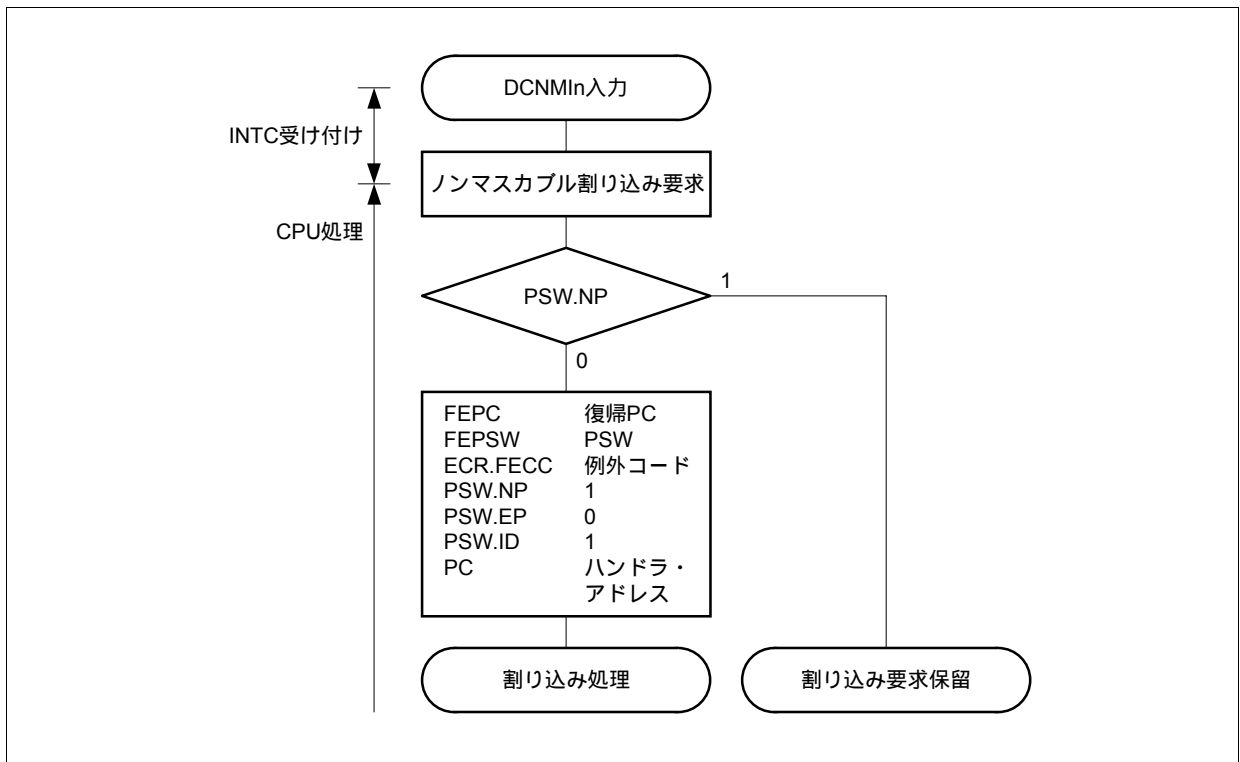 DCNMIn入力
INTC受け付け
ノンマスカブル割り込み要求
CPU処理
PSW.NP
1
0
FEPC 復帰PC
FEPSW PSW
ECR.FECC 例外コード
PSW.NP 1
PSW.EP 0
PSW.ID 1
PC ハンドラ・
アドレス
割り込み処理
割り込み要求保留